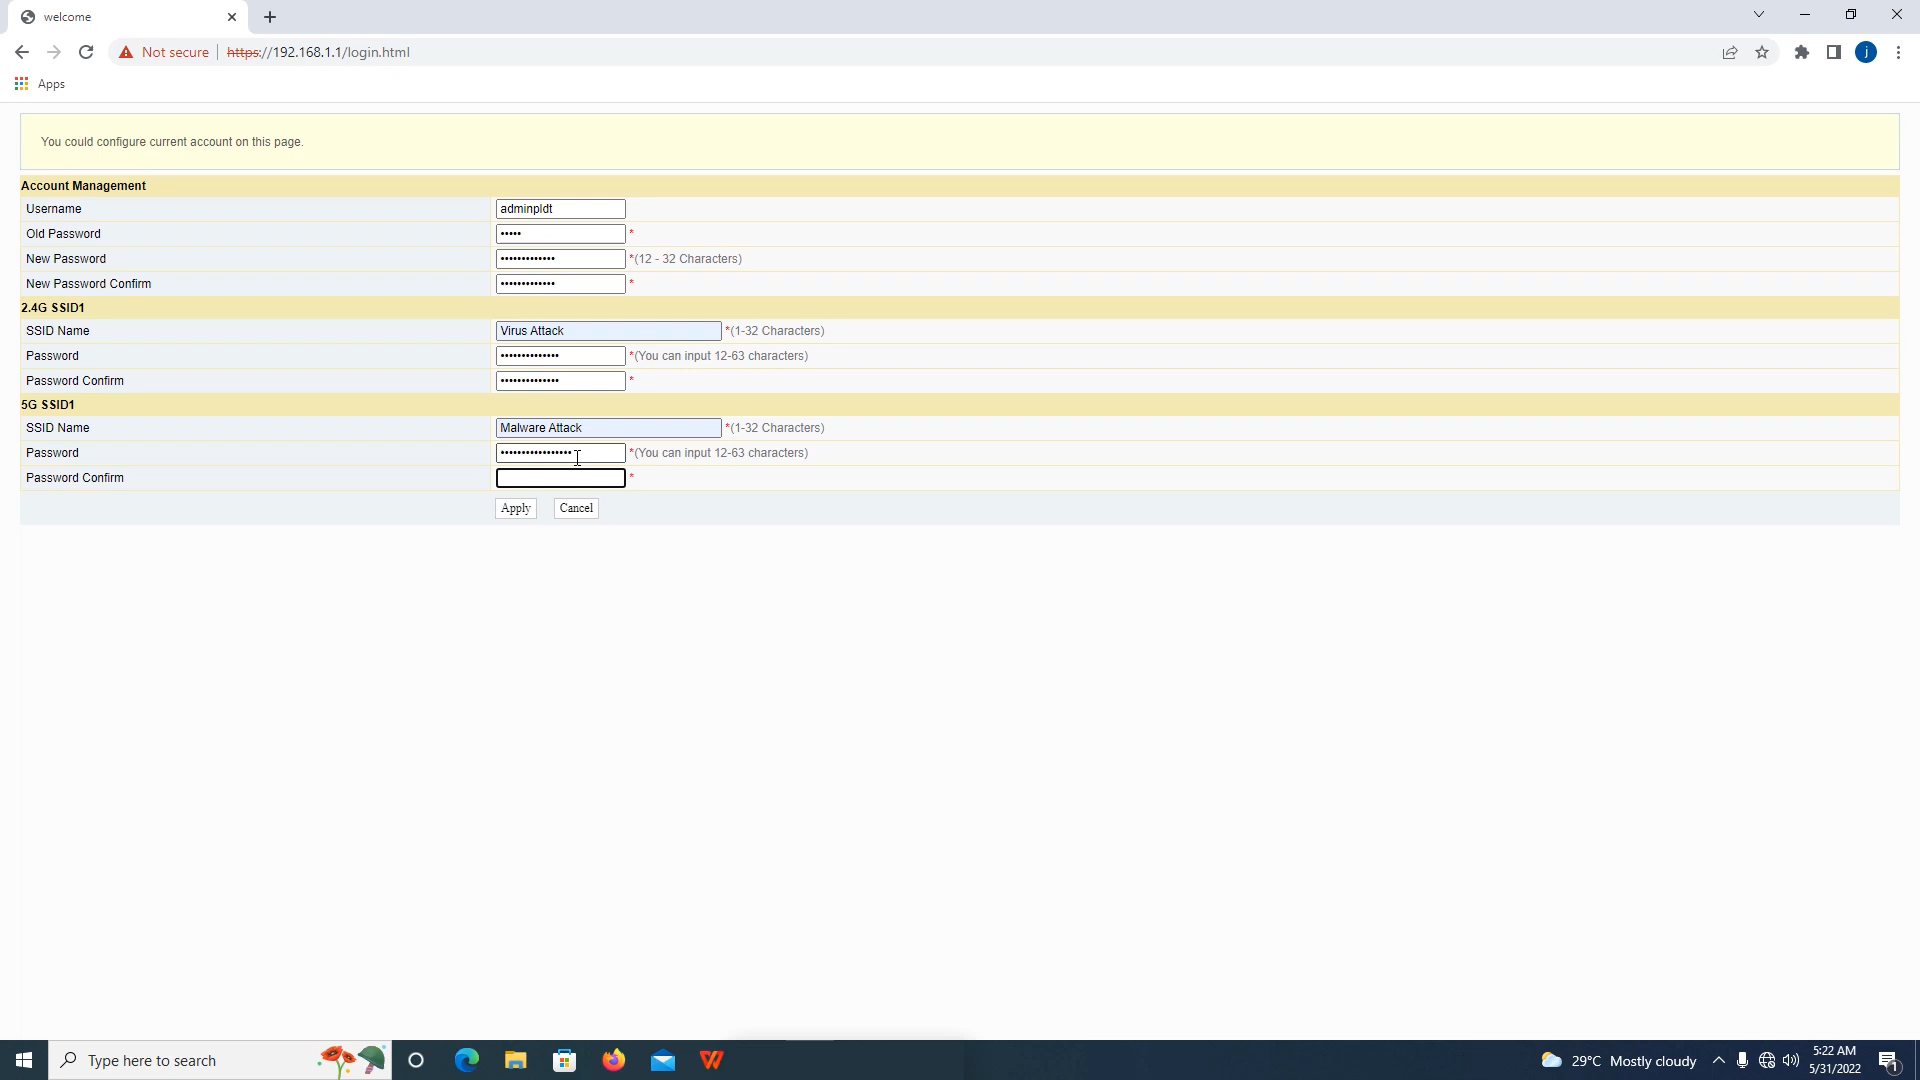 welcome
Not secure https://192.168.1.1/login.html
j
Apps
You could configure current account on this page.
Account Management
Username adminpldt
Old Password ••••• *
New Password ••••••••••••• *(12 - 32 Characters)
New Password Confirm ••••••••••••• *
2.4G SSID1
SSID Name Virus Attack *(1-32 Characters)
Password •••••••••••••• *(You can input 12-63 characters)
Password Confirm •••••••••••••• *
5G SSID1
SSID Name Malware Attack *(1-32 Characters)
Password ••••••••••••••••• *(You can input 12-63 characters)
Password Confirm *
Apply Cancel
Type here to search
29°C Mostly cloudy
5:22 AM
5/31/2022
1